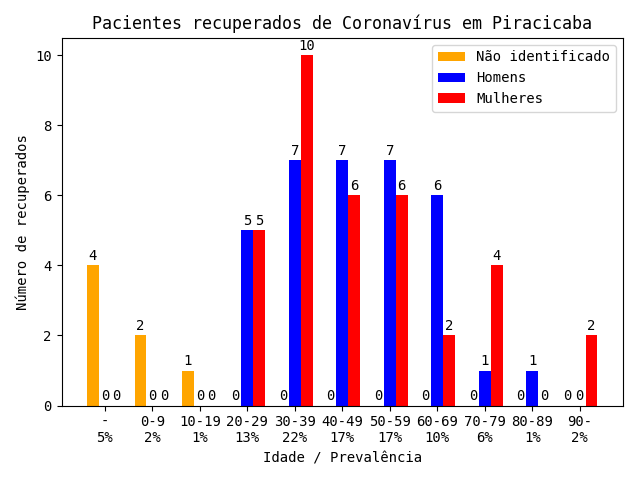 Pacientes recuperados de Coronavírus em Piracicaba
Número de recuperados
10
8
6
4
2
0
Não identificado
Homens
Mulheres
4 0 0
2 0 0
1 0 0
0 5 5
0 7 10
0 7 6
0 7 6
0 6 2
0 1 4
0 1 0
0 0 2
- 0-9 10-19 20-29 30-39 40-49 50-59 60-69 70-79 80-89 90-
5% 2% 1% 13% 22% 17% 17% 10% 6% 1% 2%
Idade / Prevalência